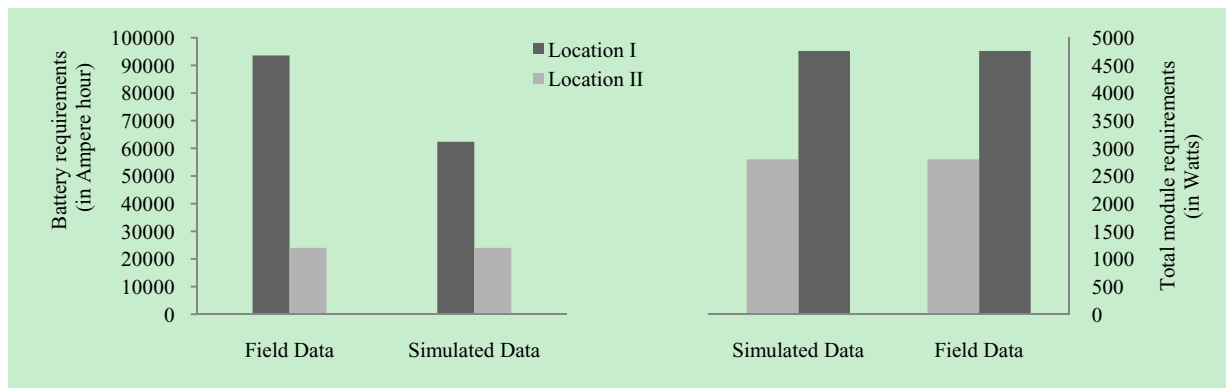 Battery requirements
(in Ampere hour)
100000
90000
80000
70000
60000
50000
40000
30000
20000
10000
0
Field Data
Simulated Data
Location I
Location II
Simulated Data
Field Data
5000
4500
4000
3500
3000
2500
2000
1500
1000
500
0
Total module requirements
(in Watts)